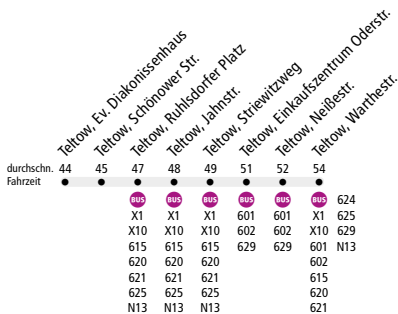 Teltow, Ev. Diakonissenhaus
Teltow, Schönower Str.
Teltow, Ruhlsdorfer Platz
Teltow, Jahnstr.
Teltow, Striewitzweg
Teltow, Einkaufszentrum Oderstr.
Teltow, Neißestr.
Teltow, Warthestr.
durchschn. 44 45 47 48 49 51 52 54
Fahrzeit
BUS BUS BUS BUS BUS BUS 624
X1 X1 X1 601 601 X1 625
X10 X10 X10 602 602 X10 629
615 615 615 629 629 601 N13
620 620 620 602
621 621 621 615
625 625 625 620
N13 N13 N13 621